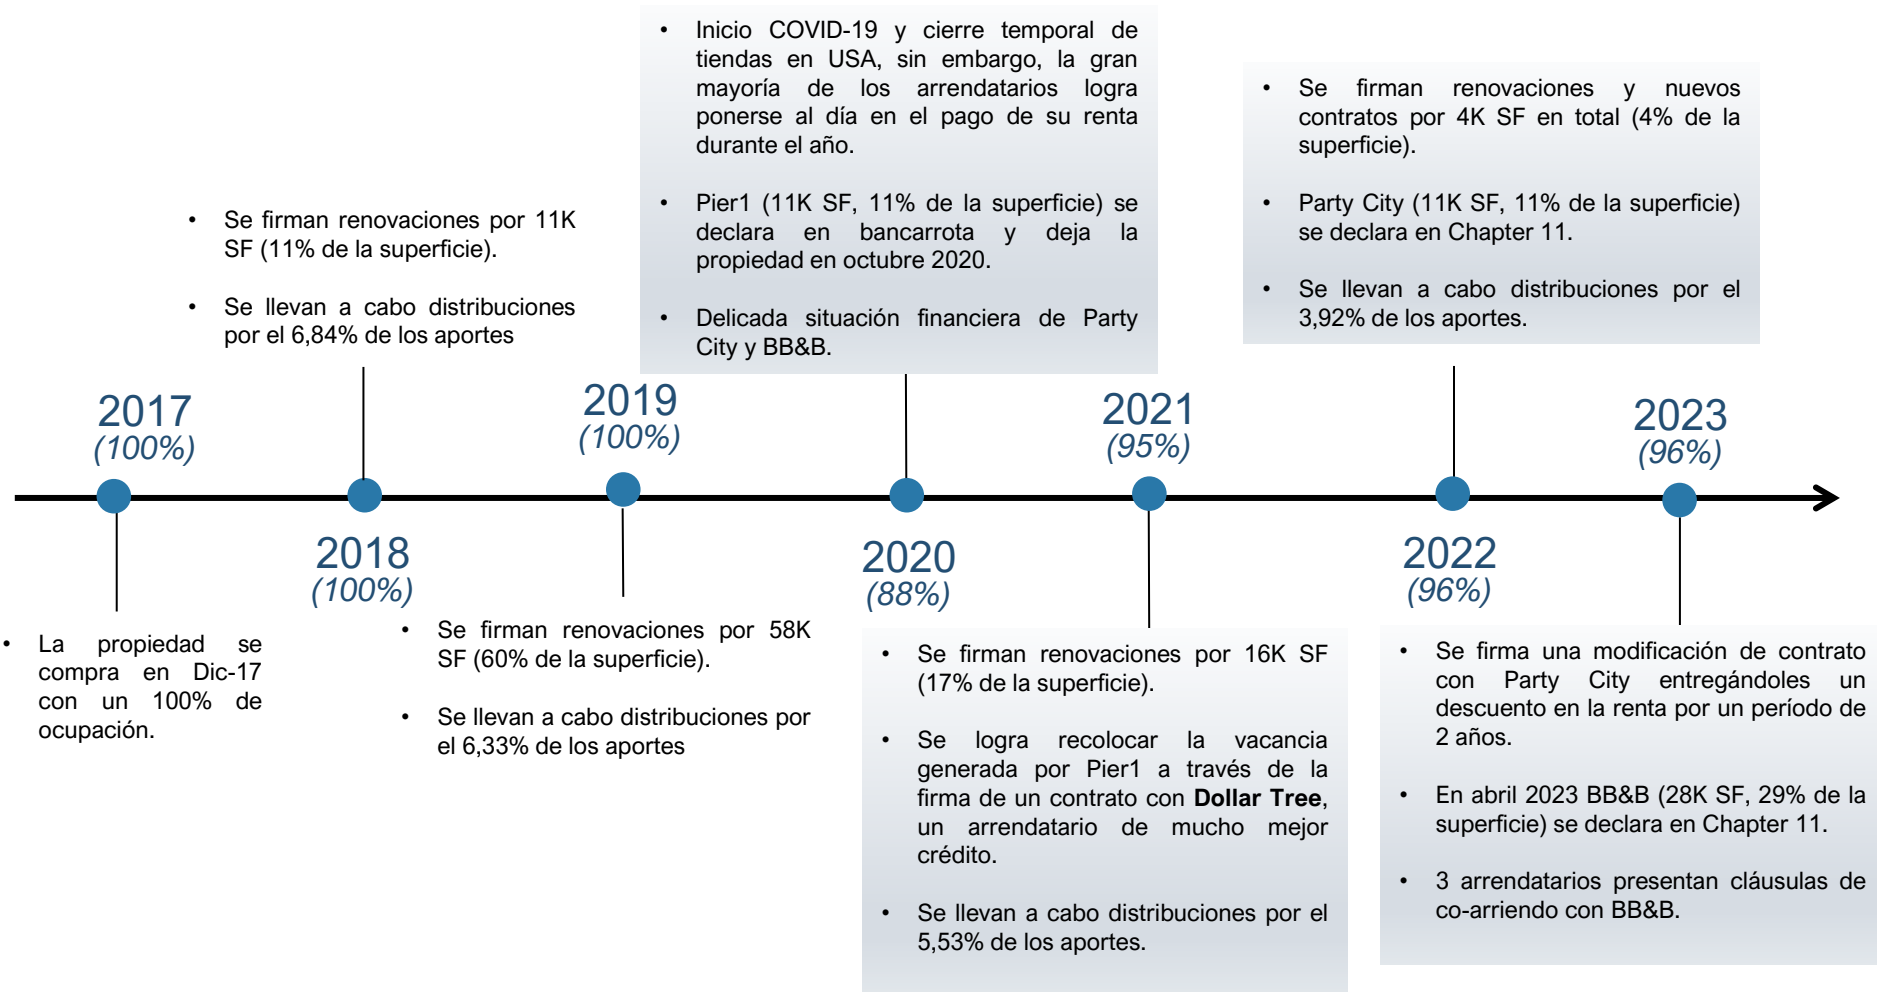 2017
(100%)
• La propiedad se
compra en Dic-17
con un 100% de
ocupación.
• Se firman renovaciones por 11K
SF (11% de la superficie).
• Se llevan a cabo distribuciones
por el 6,84% de los aportes
2018
(100%)
2019
(100%)
• Se firman renovaciones por 58K
SF (60% de la superficie).
• Se llevan a cabo distribuciones por
el 6,33% de los aportes
• Inicio COVID-19 y cierre temporal de
tiendas en USA, sin embargo, la gran
mayoría de los arrendatarios logra
ponerse al día en el pago de su renta
durante el año.
• Pier1 (11K SF, 11% de la superficie) se
declara en bancarrota y deja la
propiedad en octubre 2020.
• Delicada situación financiera de Party
City y BB&B.
2020
(88%)
2021
(95%)
• Se firman renovaciones por 16K SF
(17% de la superficie).
• Se logra recolocar la vacancia
generada por Pier1 a través de la
firma de un contrato con Dollar Tree,
un arrendatario de mucho mejor
crédito.
• Se llevan a cabo distribuciones por el
5,53% de los aportes.
• Se firman renovaciones y nuevos
contratos por 4K SF en total (4% de la
superficie).
• Party City (11K SF, 11% de la superficie)
se declara en Chapter 11.
• Se llevan a cabo distribuciones por el
3,92% de los aportes.
2022
(96%)
2023
(96%)
• Se firma una modificación de contrato
con Party City entregándoles un
descuento en la renta por un período de
2 años.
• En abril 2023 BB&B (28K SF, 29% de la
superficie) se declara en Chapter 11.
• 3 arrendatarios presentan cláusulas de
co-arriendo con BB&B.